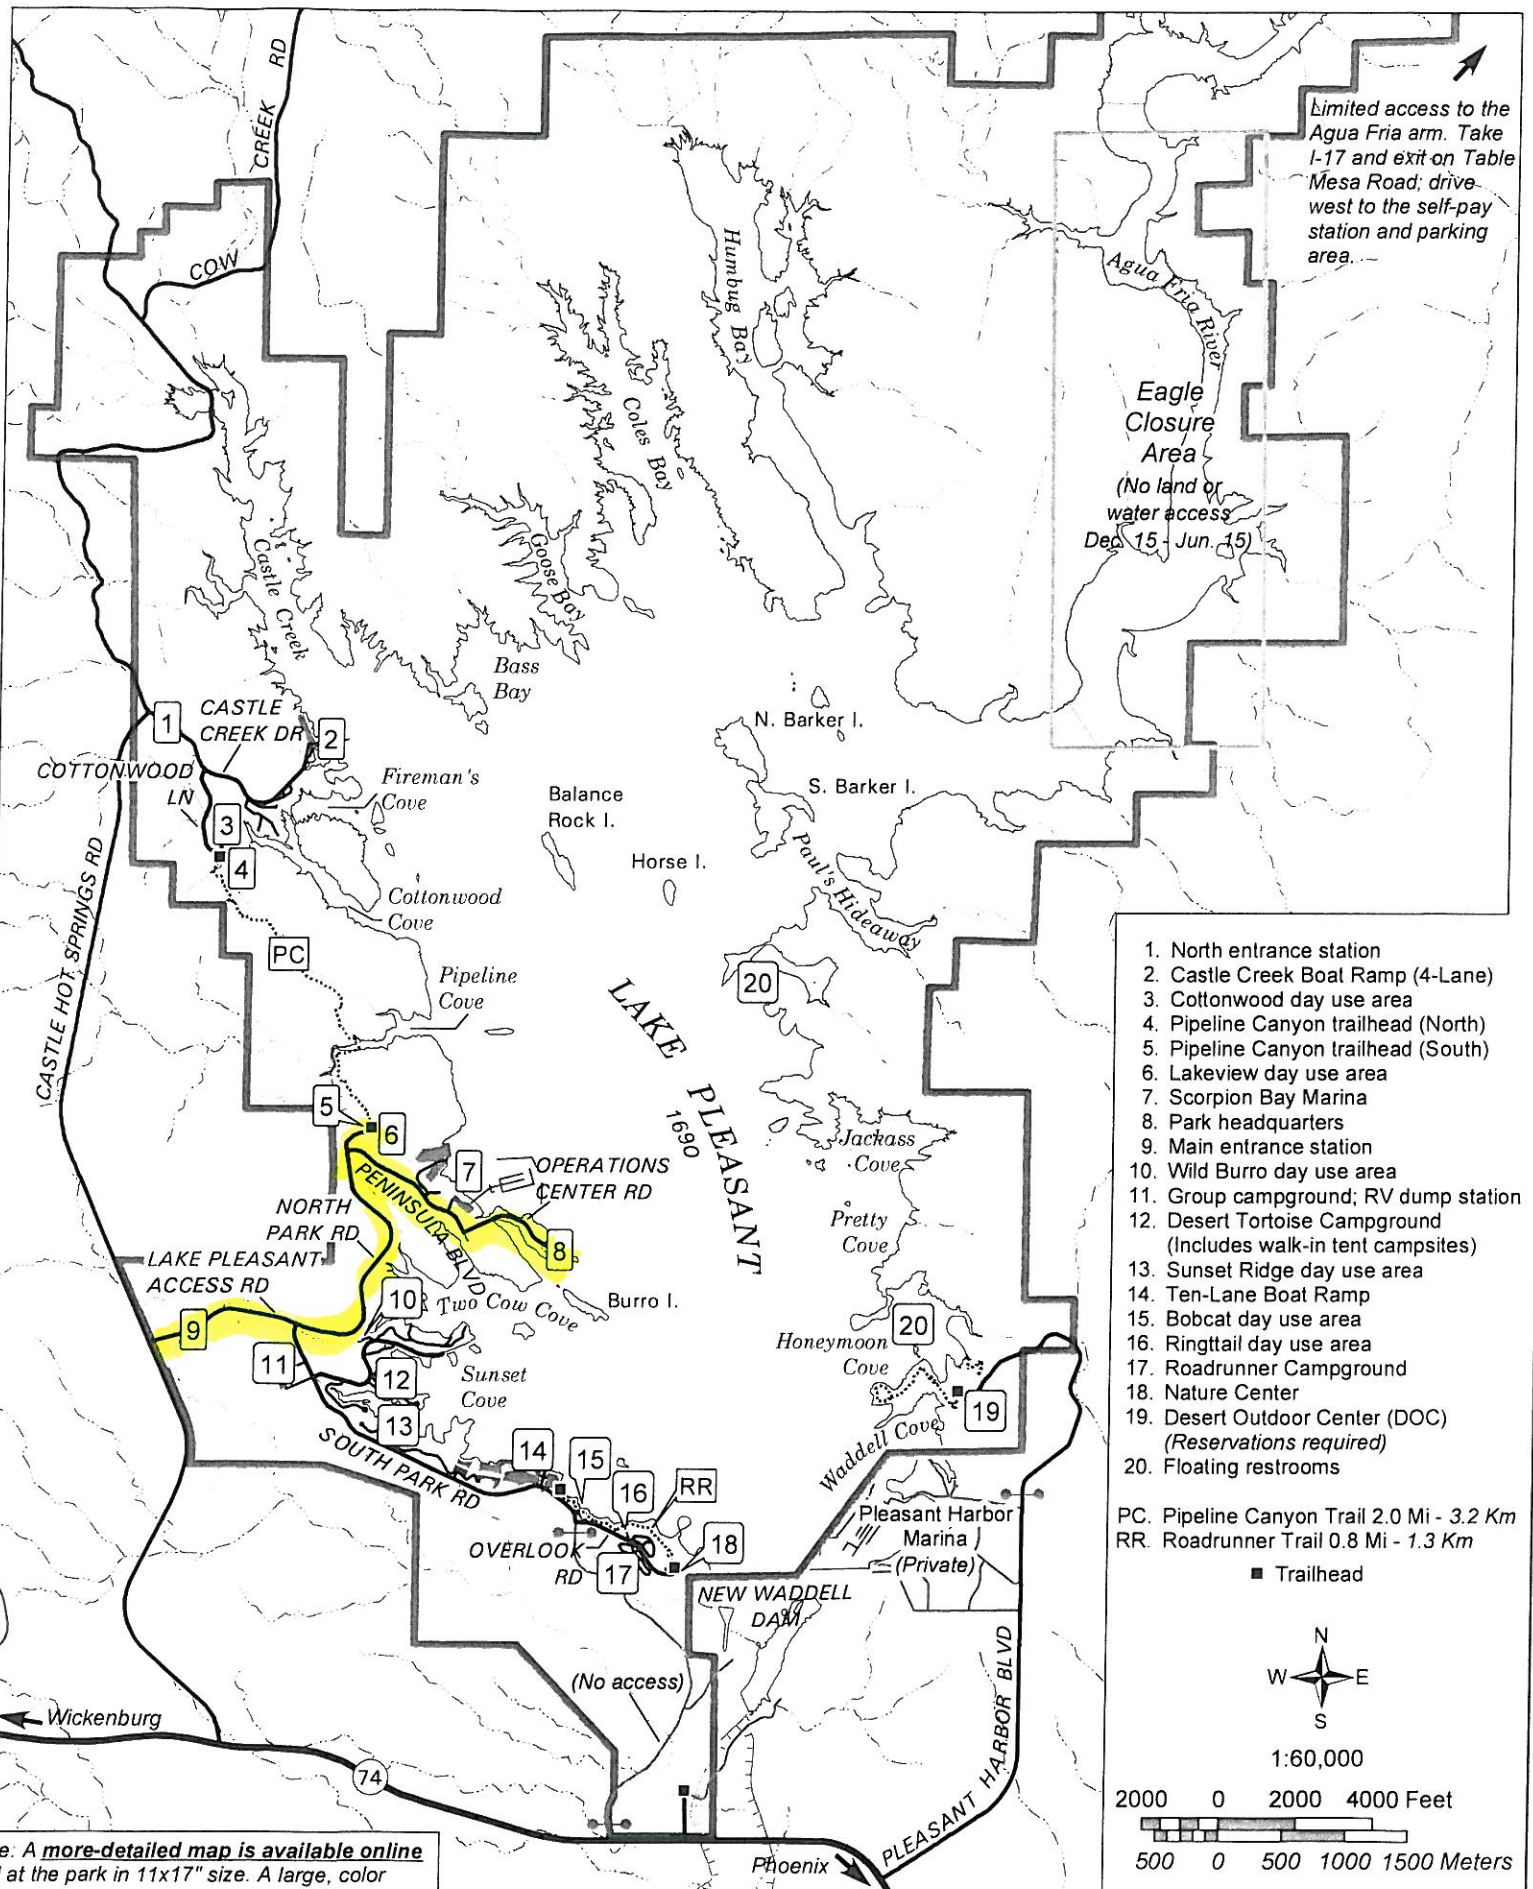 CREEK RD
Limited access to the
Agua Fria arm. Take
I-17 and exit on Table
Mesa Road; drive
west to the self-pay
station and parking
area.
COW
Humbug Bay
Agua Fria River
Coles Bay
Eagle
Closure
Area
(No land or
water access
Dec. 15 - Jun. 15)
Goose Bay
Castle Creek
Bass
Bay
1
CASTLE
CREEK DR
2
N. Barker I.
COTTONWOOD
LN
Fireman's
Cove
S. Barker I.
Balance
Rock I.
3
4
Horse I.
Paul's Hideaway
Cottonwood
Cove
CASTLE HOT SPRINGS RD
PC
Pipeline
Cove
20
LAKE PLEASANT
1690
5
6
Jackass
Cove
7
OPERATIONS
CENTER RD
PENINSULA BLVD
NORTH
PARK RD
Pretty
Cove
8
LAKE PLEASANT
ACCESS RD
10
Two Cow Cove
Burro I.
9
20
Honeymoon
Cove
11
12
Sunset
Cove
19
13
Waddell Cove
SOUTH PARK RD
14
15
16
RR
Pleasant Harbor
Marina
(Private)
OVERLOOK
RD
17
18
NEW WADDELL
DAM
(No access)
PLEASANT HARBOR BLVD
Wickenburg
74
Phoenix
e: A more-detailed map is available online
at the park in 11x17" size. A large, color
1. North entrance station
2. Castle Creek Boat Ramp (4-Lane)
3. Cottonwood day use area
4. Pipeline Canyon trailhead (North)
5. Pipeline Canyon trailhead (South)
6. Lakeview day use area
7. Scorpion Bay Marina
8. Park headquarters
9. Main entrance station
10. Wild Burro day use area
11. Group campground; RV dump station
12. Desert Tortoise Campground
(Includes walk-in tent campsites)
13. Sunset Ridge day use area
14. Ten-Lane Boat Ramp
15. Bobcat day use area
16. Ringttail day use area
17. Roadrunner Campground
18. Nature Center
19. Desert Outdoor Center (DOC)
(Reservations required)
20. Floating restrooms
PC. Pipeline Canyon Trail 2.0 Mi - 3.2 Km
RR. Roadrunner Trail 0.8 Mi - 1.3 Km
Trailhead
N
W E
S
1:60,000
2000 0 2000 4000 Feet
500 0 500 1000 1500 Meters